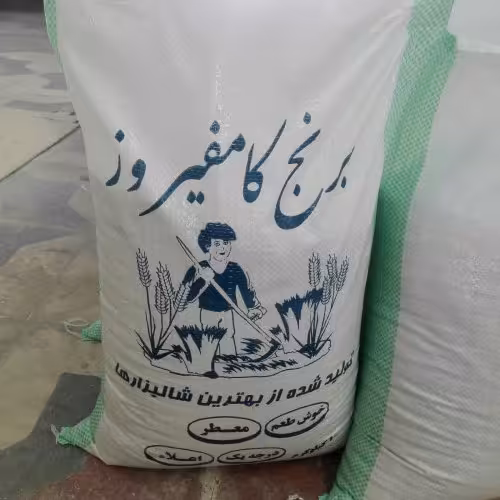 برنج کامفیروز
تولید شده از بهترین شالیزارها
خوش طعم معطر
درجه یک اعلاء